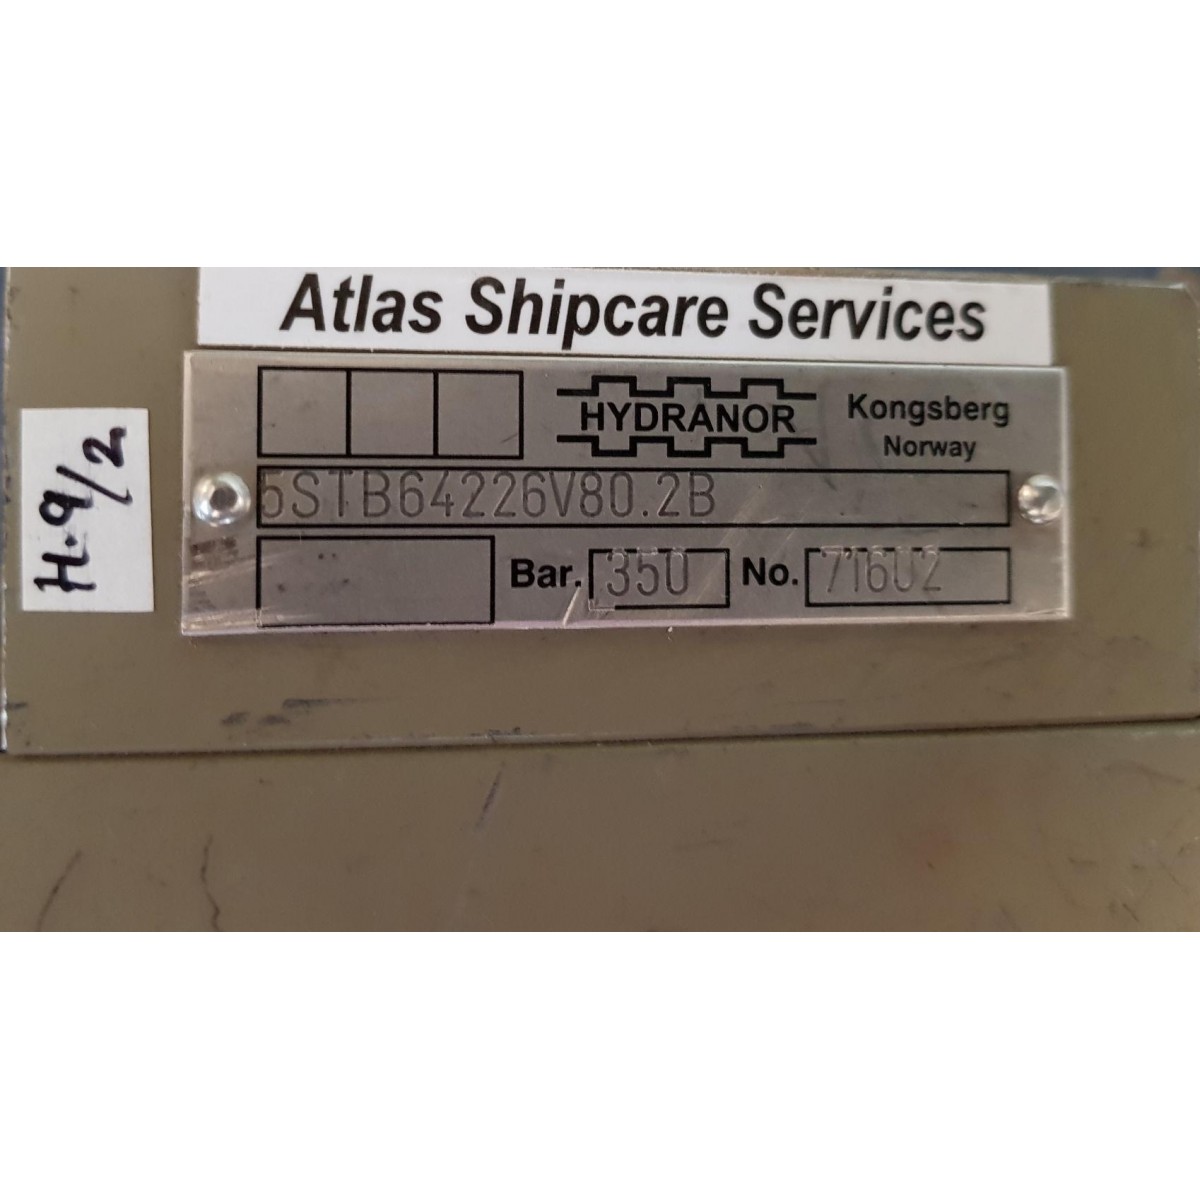 Atlas Shipcare Services
HYDRANOR
Kongsberg
Norway
5STB64226V80.2B
Bar. 350 No. 71602
H.9/2